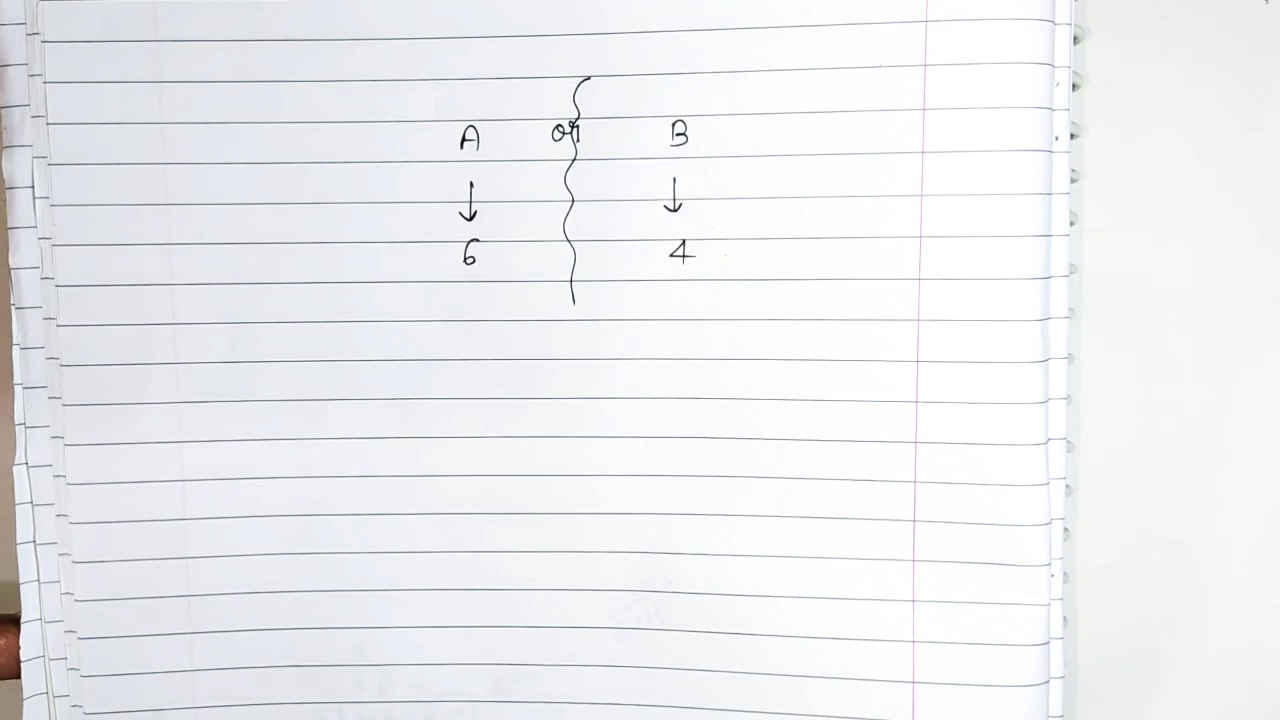 A or B
↓ ↓
6 4